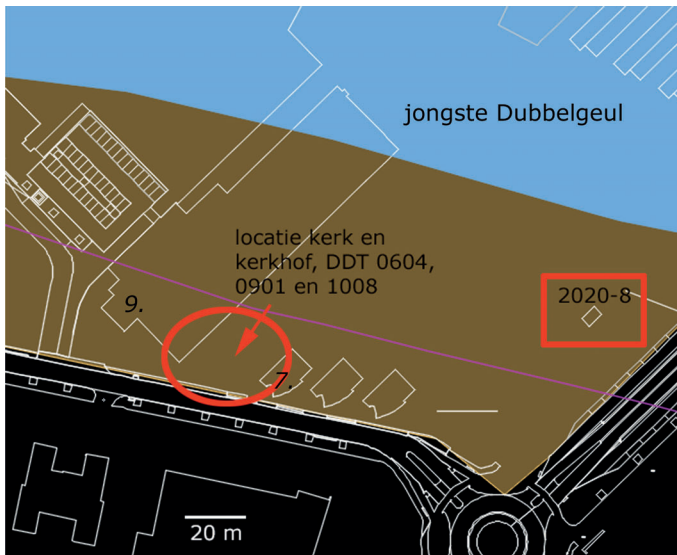 jongste Dubbelgeul
locatie kerk en
kerkhof, DDT 0604,
0901 en 1008
2020-8
9.
7.
20 m